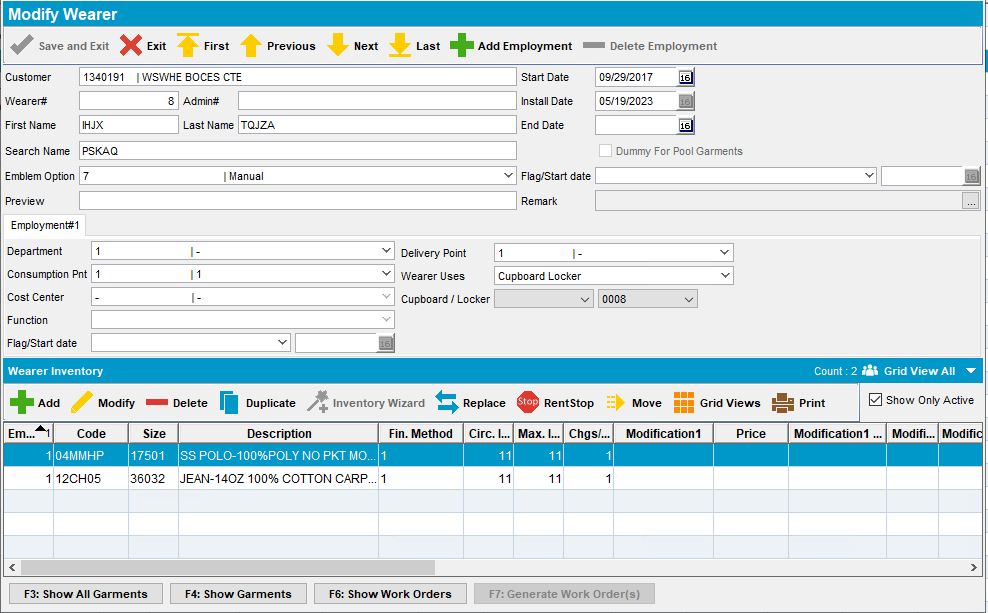 Modify Wearer
Save and Exit Exit First Previous Next Last Add Employment Delete Employment
Customer 1340191 | WSWHE BOCES CTE Start Date 09/29/2017 16
Wearer# 8 Admin# Install Date 05/19/2023 16
First Name IHJX Last Name TQJZA End Date 16
Search Name PSKAQ Dummy For Pool Garments
Emblem Option 7 | Manual Flag/Start date 16
Preview Remark ...
Employment#1
Department 1 | - Delivery Point 1 | -
Consumption Pnt 1 | 1 Wearer Uses Cupboard Locker
Cost Center - | - Cupboard / Locker 0008
Function
Flag/Start date 16
Wearer Inventory Count : 2 Grid View All
Add Modify Delete Duplicate Inventory Wizard Replace Stop RentStop Move Grid Views Print Show Only Active
Em... 1 Code Size Description Fin. Method Circ. I... Max. I... Chgs/... Modification1 Price Modification1 ... Modifi... Modific
1 04MMHP 17501 SS POLO-100%POLY NO PKT MO... 1 11 11 1
1 12CH05 36032 JEAN-14OZ 100% COTTON CARP... 1 11 11 1
F3: Show All Garments F4: Show Garments F6: Show Work Orders F7: Generate Work Order(s)